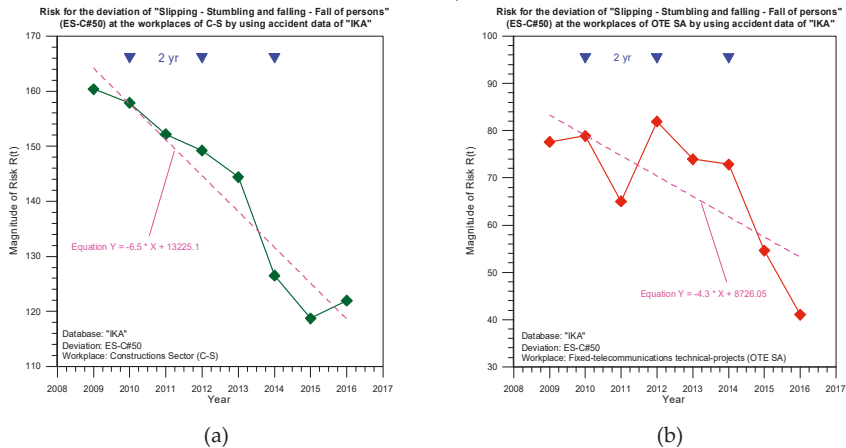 Risk for the deviation of "Slipping - Stumbling and falling - Fall of persons"
(ES-C#50) at the workplaces of C-S by using accident data of "IKA"
170
160
150
140
130
120
110
Magnitude of Risk R(t)
2 yr
Equation Y = -6.5 * X + 13225.1
Database: "IKA"
Deviation: ES-C#50
Workplace: Constructions Sector (C-S)
2008 2009 2010 2011 2012 2013 2014 2015 2016 2017
Year
(a)
Risk for the deviation of "Slipping - Stumbling and falling - Fall of persons"
(ES-C#50) at the workplaces of OTE SA by using accident data of "IKA"
100
90
80
70
60
50
40
30
Magnitude of Risk R(t)
2 yr
Equation Y = -4.3 * X + 8726.05
Database: "IKA"
Deviation: ES-C#50
Workplace: Fixed-telecommunications technical-projects (OTE SA)
2008 2009 2010 2011 2012 2013 2014 2015 2016 2017
Year
(b)